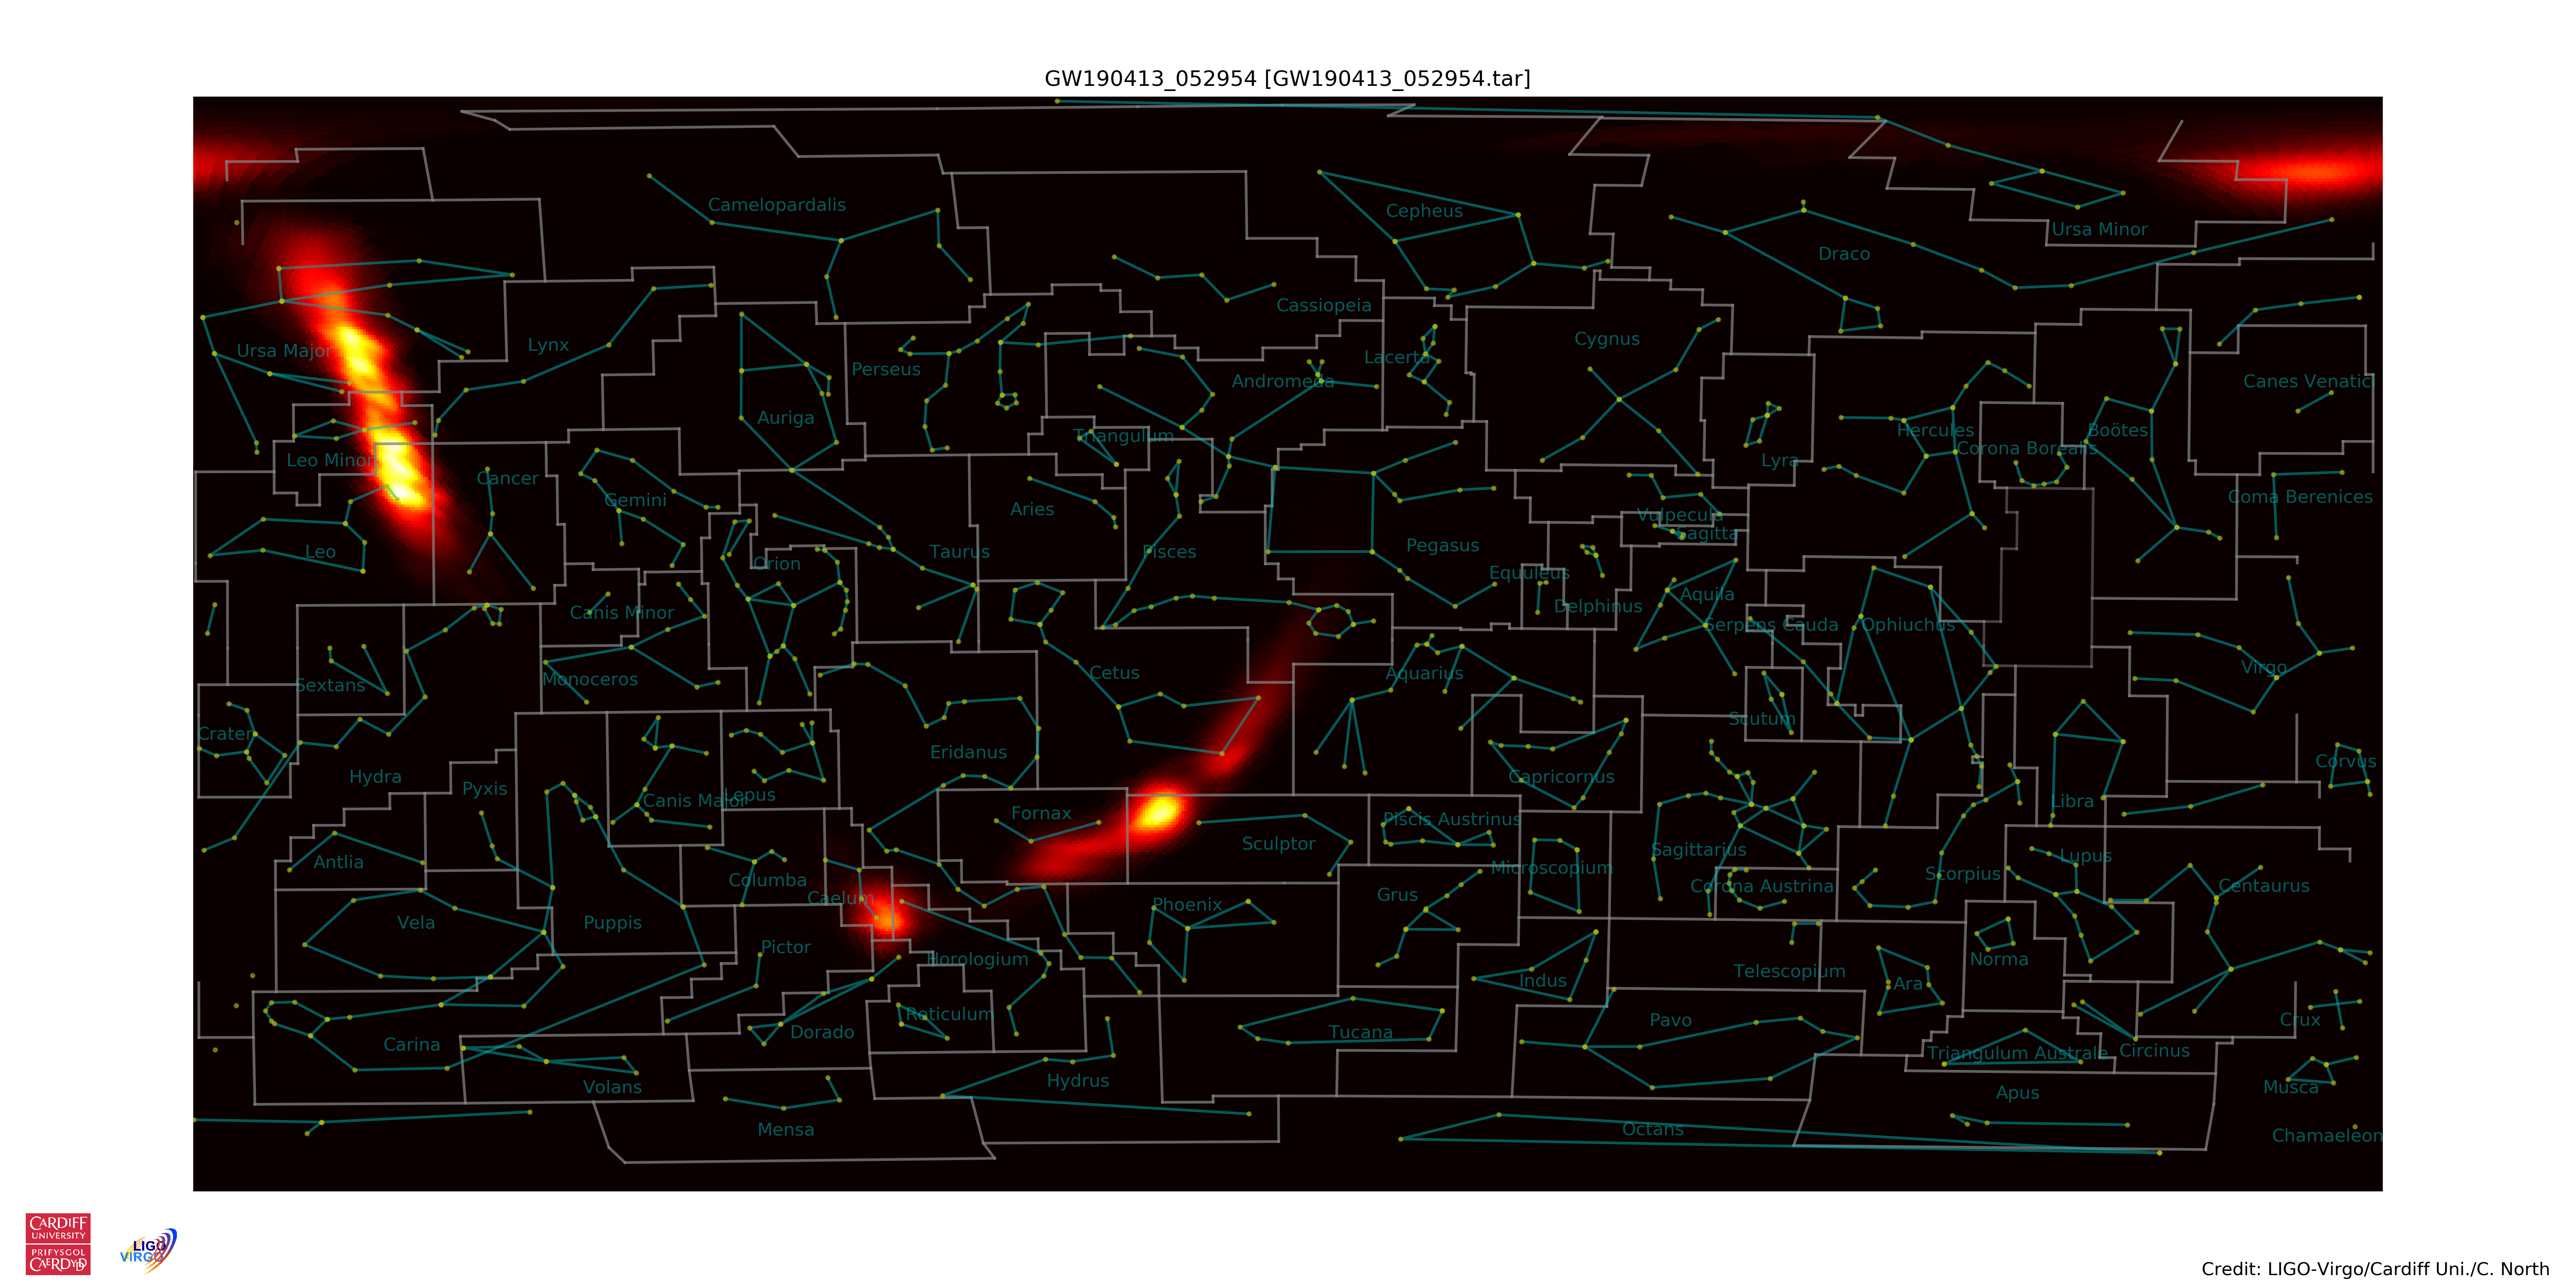 GW190413_052954 [GW190413_052954.tar]
Camelopardalis
Cepheus
Ursa Minor
Draco
Cassiopeia
Ursa Major
Lynx
Perseus
Lacerta
Cygnus
Andromeda
Canes Venatici
Auriga
Triangulum
Hercules
Boötes
Corona Borealis
Leo Minor
Lyra
Cancer
Gemini
Coma Berenices
Aries
Vulpecula
Sagitta
Leo
Orion
Taurus
Pisces
Pegasus
Equuleus
Aquila
Canis Minor
Delphinus
Serpens Cauda
Ophiuchus
Sextans
Monoceros
Cetus
Aquarius
Virgo
Scutum
Crater
Eridanus
Corvus
Hydra
Pyxis
Capricornus
Canis Major
Lepus
Libra
Fornax
Piscis Austrinus
Sculptor
Antlia
Sagittarius
Lupus
Columba
Microscopium
Corona Austrina
Scorpius
Centaurus
Caelum
Grus
Phoenix
Vela
Puppis
Pictor
Horologium
Norma
Telescopium
Indus
Ara
Reticulum
Pavo
Crux
Dorado
Tucana
Carina
Triangulum Australe
Circinus
Volans
Hydrus
Musca
Apus
Mensa
Octans
Chamaeleon
CARDIFF
UNIVERSITY
PRIFYSGOL
CAERDYDD
LIGO
VIRGO
Credit: LIGO-Virgo/Cardiff Uni./C. North